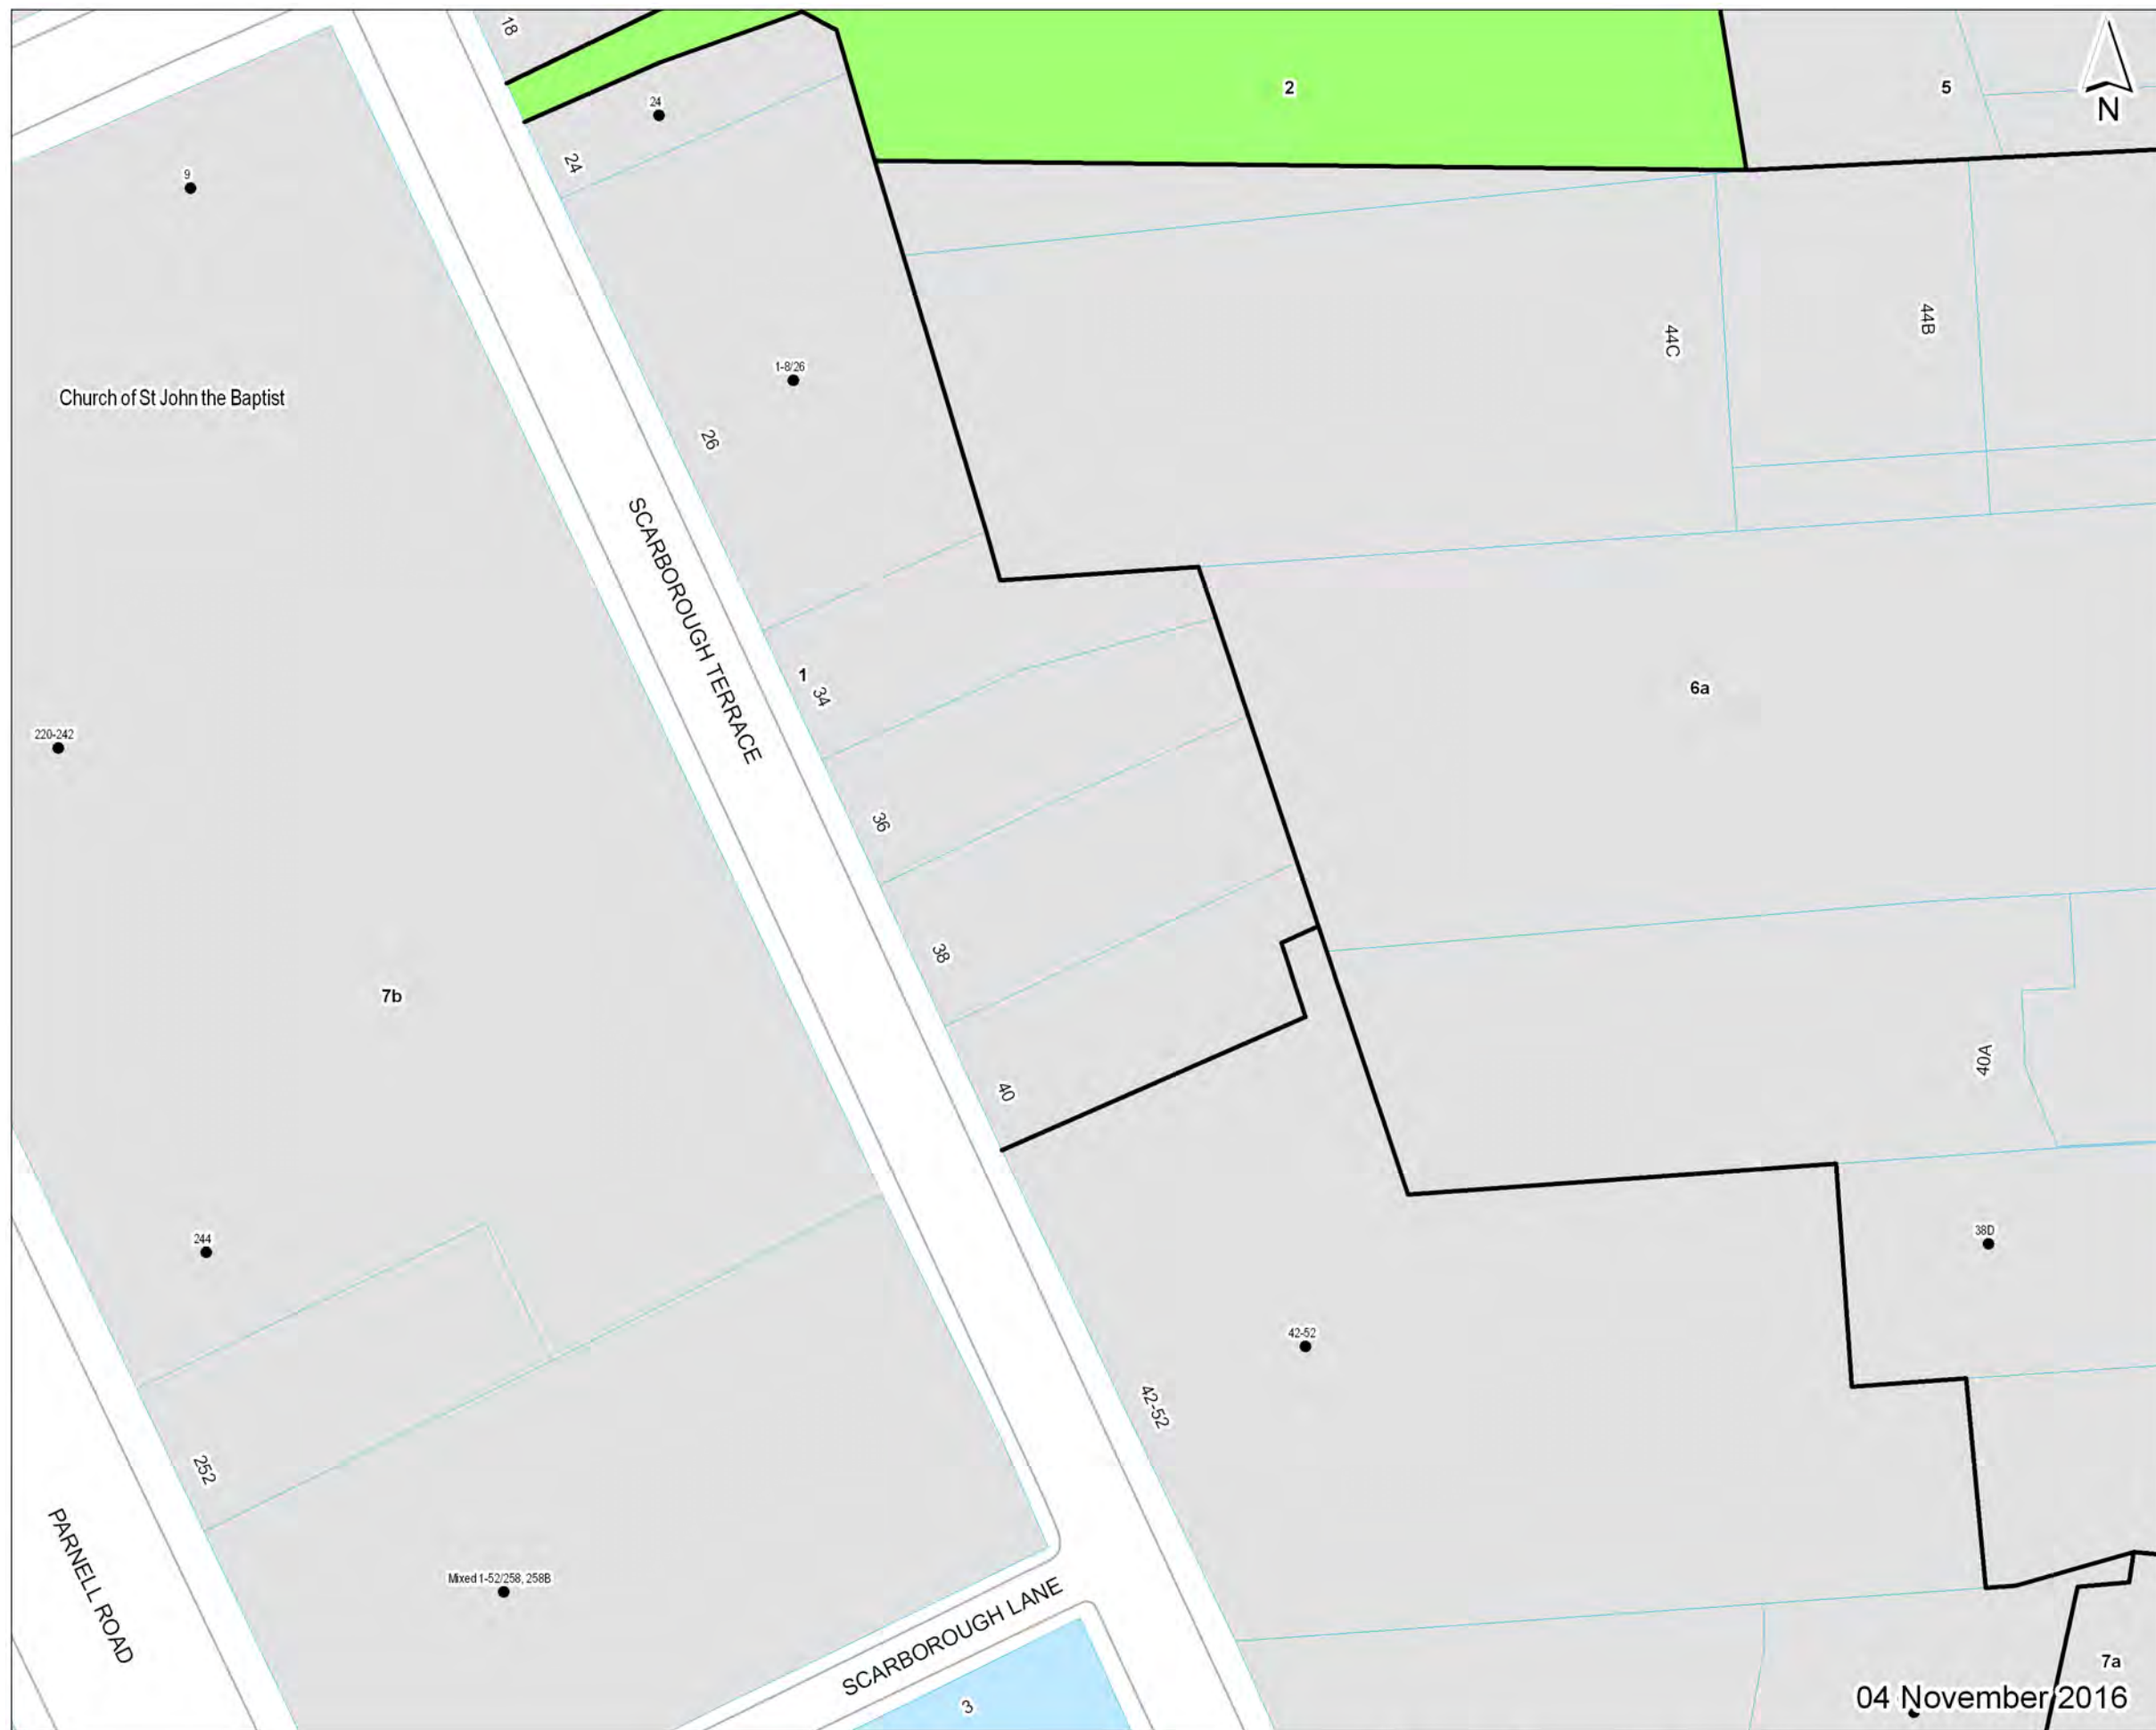 18
2
5
N
24
24
9
1-8/26
44C
44B
Church of St John the Baptist
26
SCARBOROUGH TERRACE
1
34
6a
220-242
36
38
7b
40A
40
38D
244
42-52
42-52
252
PARNELL ROAD
Mixed 1-52/258, 258B
SCARBOROUGH LANE
7a
3
04 November 2016